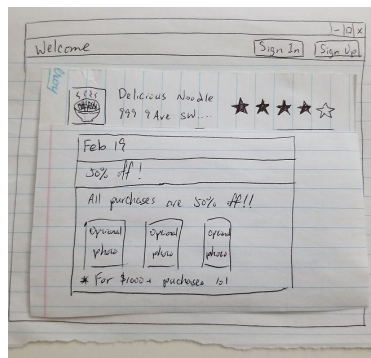 - □ x
Welcome
Sign In
Sign Up
Delicious Noodle
999 9 Ave SW...
Feb 19
50% off!
All purchases are 50% off!!
Optional photo
Optional photo
Optional photo
* For $1000+ purchases lol